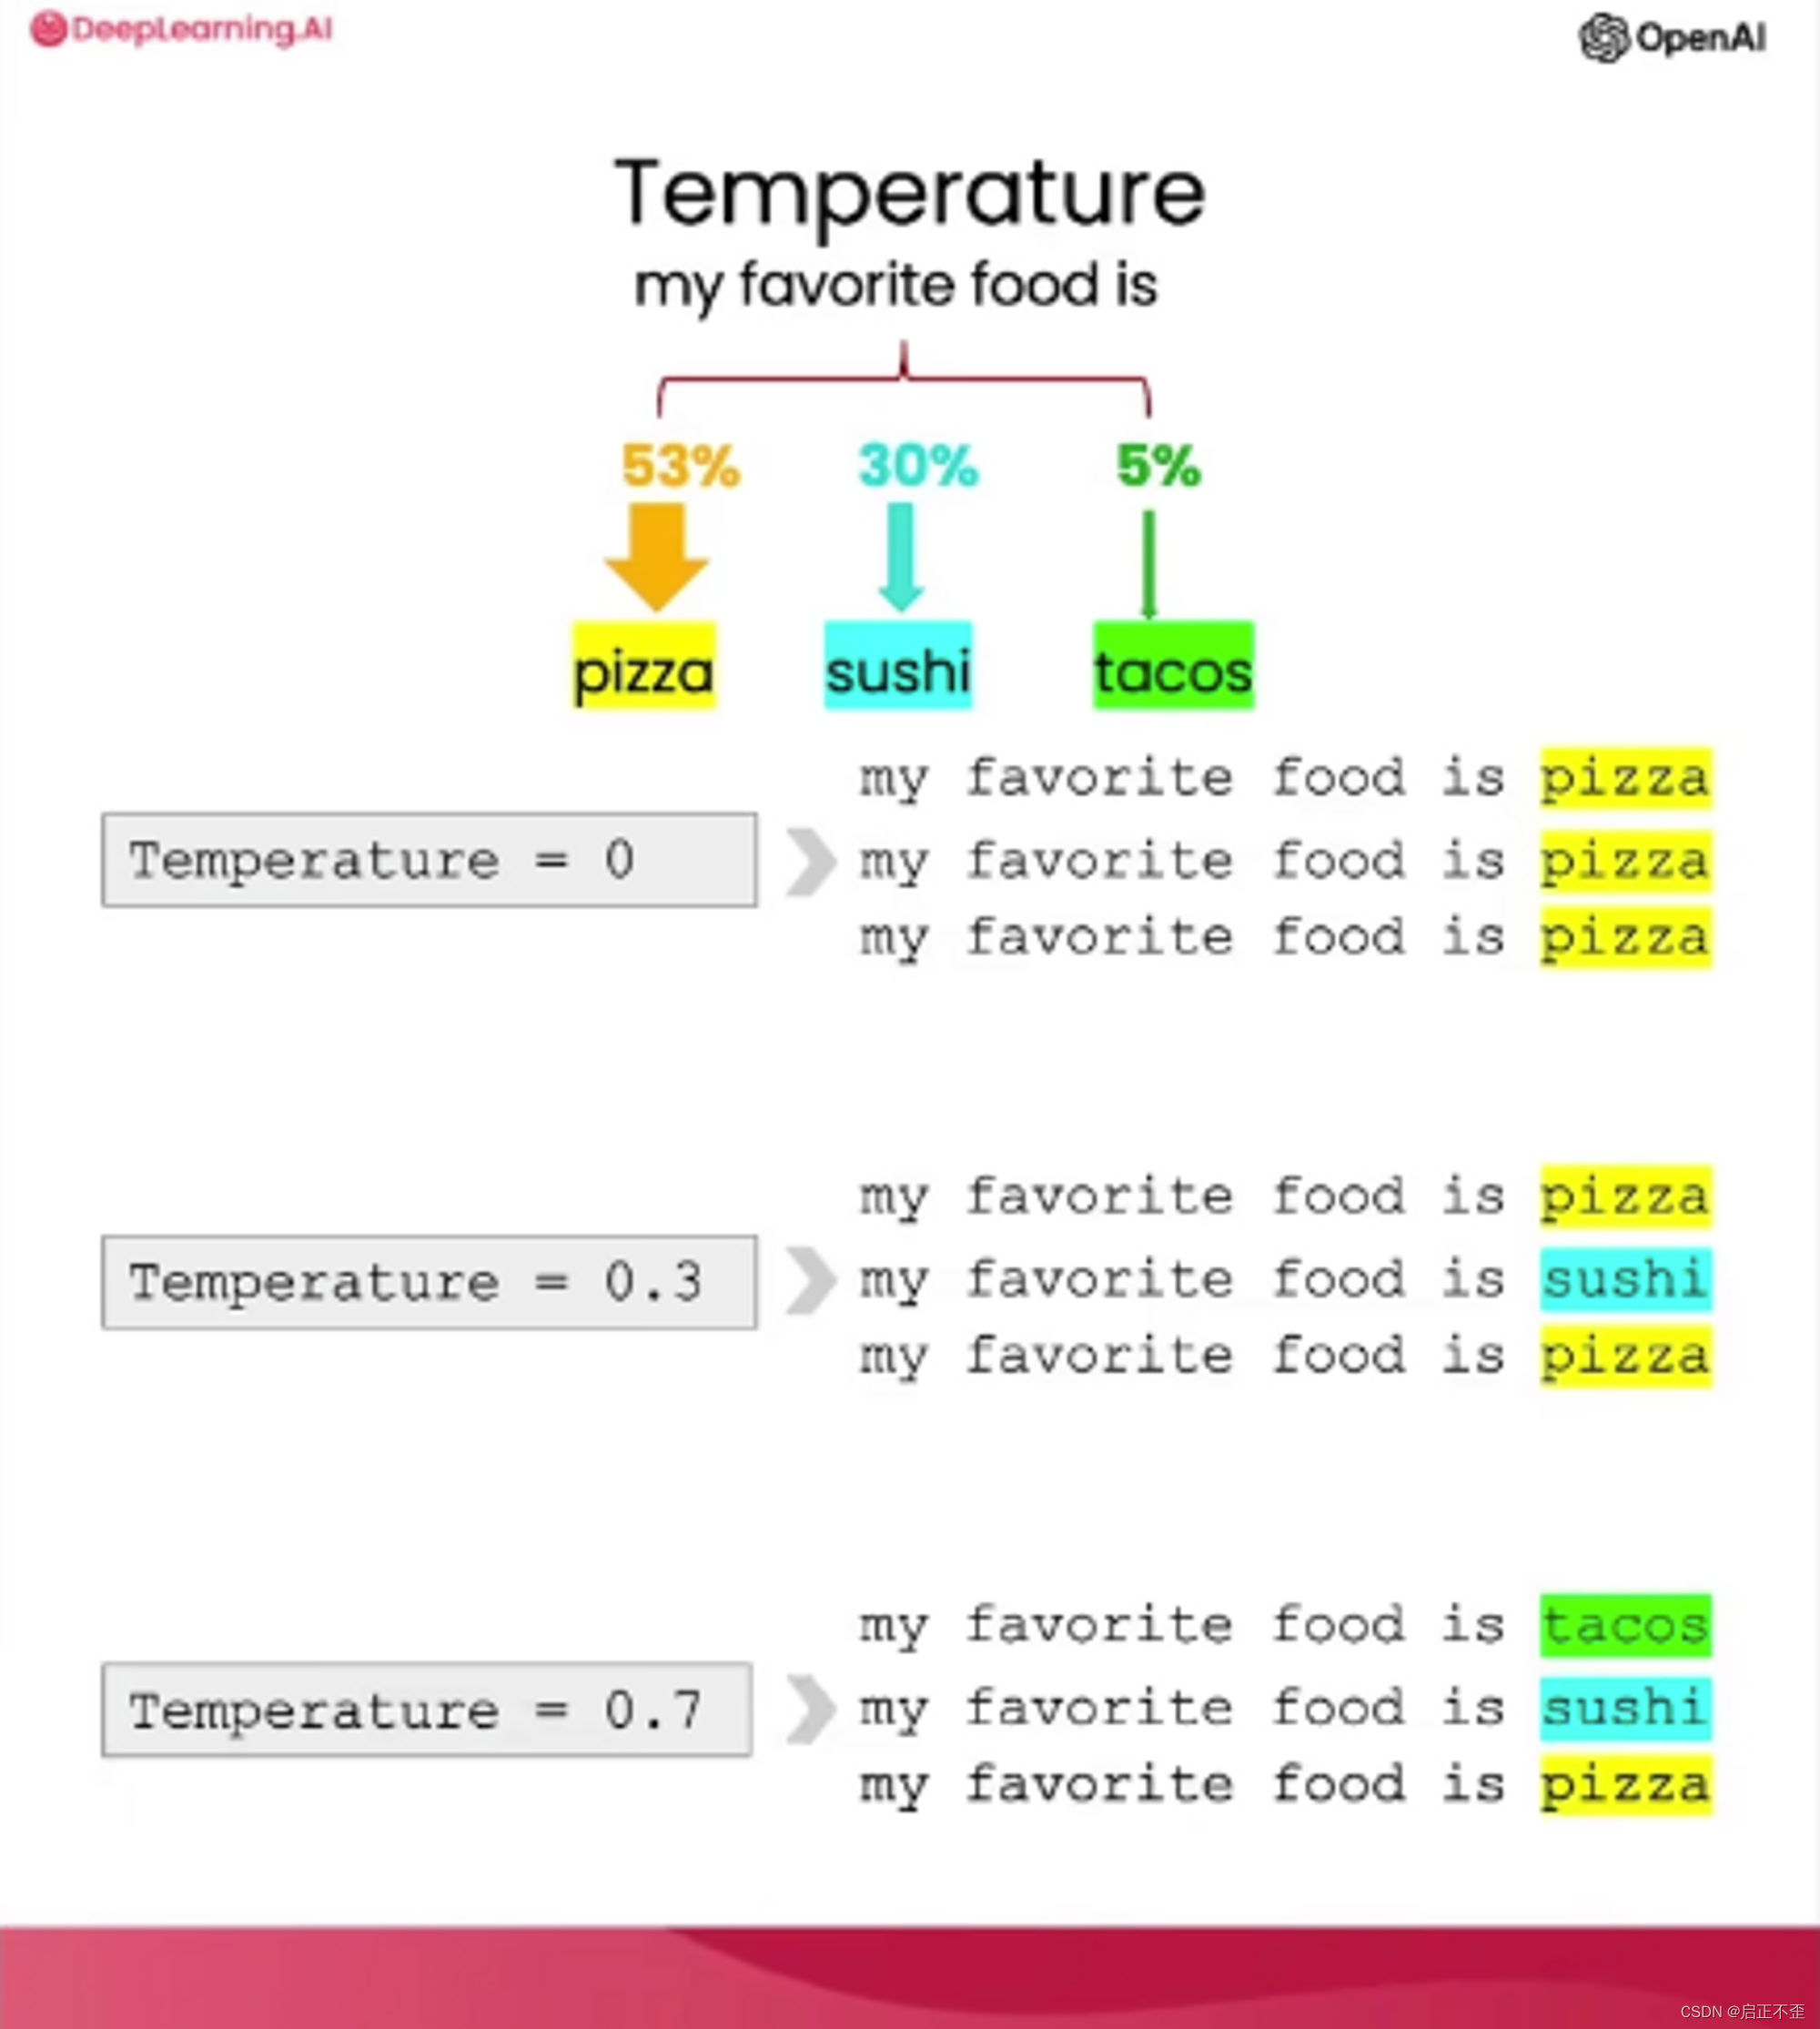 DeepLearning.AI
OpenAI
Temperature
my favorite food is
53% 30% 5%
pizza sushi tacos
my favorite food is pizza
Temperature = 0 my favorite food is pizza
my favorite food is pizza
my favorite food is pizza
Temperature = 0.3 my favorite food is sushi
my favorite food is pizza
my favorite food is tacos
Temperature = 0.7 my favorite food is sushi
my favorite food is pizza
CSDN @启正不歪